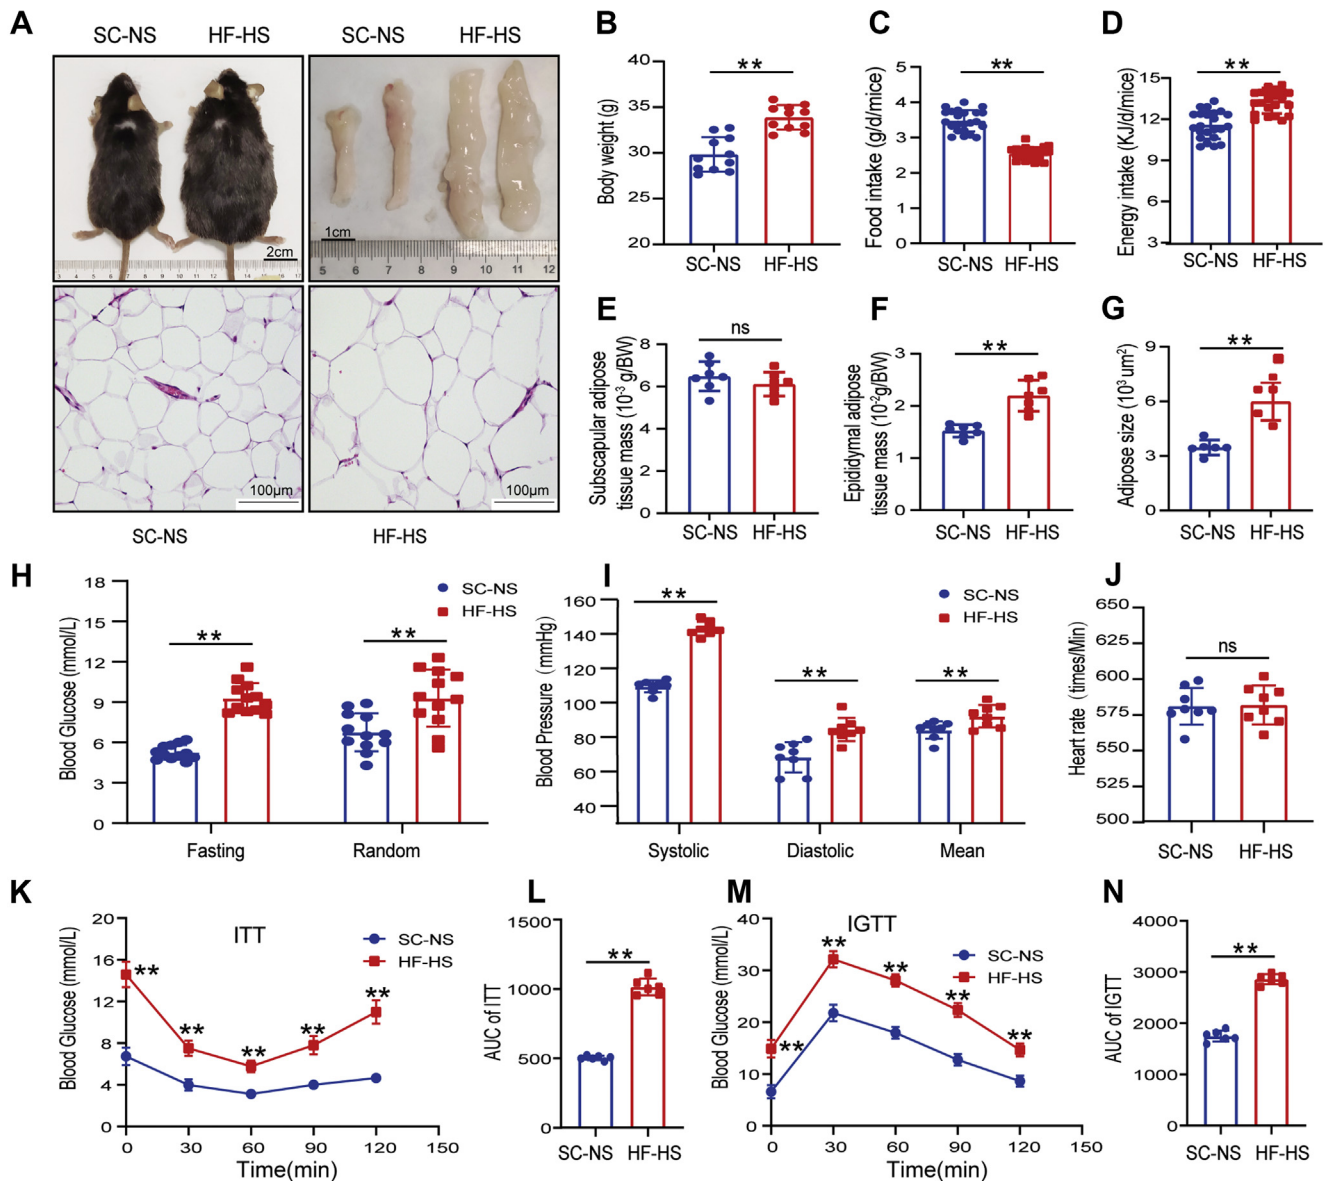 A
SC-NS HF-HS SC-NS HF-HS
2cm
1cm
5 6 7 8 9 10 11 12
100μm
100μm
SC-NS HF-HS
B
Body weight (g)
40
35
30
25
20
**
SC-NS HF-HS
C
Food intake (g/d/mice)
5
4
3
2
1
0
**
SC-NS HF-HS
D
Energy intake (KJ/d/mice)
15
12
9
6
3
**
SC-NS HF-HS
E
Subscapular adipose
tissue mass (10⁻³ g/BW)
8
6
4
2
0
ns
SC-NS HF-HS
F
Epididymal adipose
tissue mass (10⁻²g/BW)
3
2
1
0
**
SC-NS HF-HS
G
Adipose size (10³ um²)
9
6
3
0
**
SC-NS HF-HS
H
Blood Glucose (mmol/L)
18
15
12
9
6
3
0
** **
SC-NS
HF-HS
Fasting Random
I
Blood Pressure (mmHg)
160
140
120
100
80
60
40
** ** **
SC-NS
HF-HS
Systolic Diastolic Mean
J
Heart rate (times/Min)
650
625
600
575
550
525
500
ns
SC-NS HF-HS
K
Blood Glucose (mmol/L)
20
16
12
8
4
0
ITT
SC-NS
HF-HS
** ** ** ** **
0 30 60 90 120 150
Time(min)
L
AUC of ITT
1500
1000
500
0
**
SC-NS HF-HS
M
Blood Glucose (mmol/L)
40
30
20
10
0
IGTT
SC-NS
HF-HS
** ** ** ** **
0 30 60 90 120 150
Time(min)
N
AUC of IGTT
4000
3000
2000
1000
0
**
SC-NS HF-HS